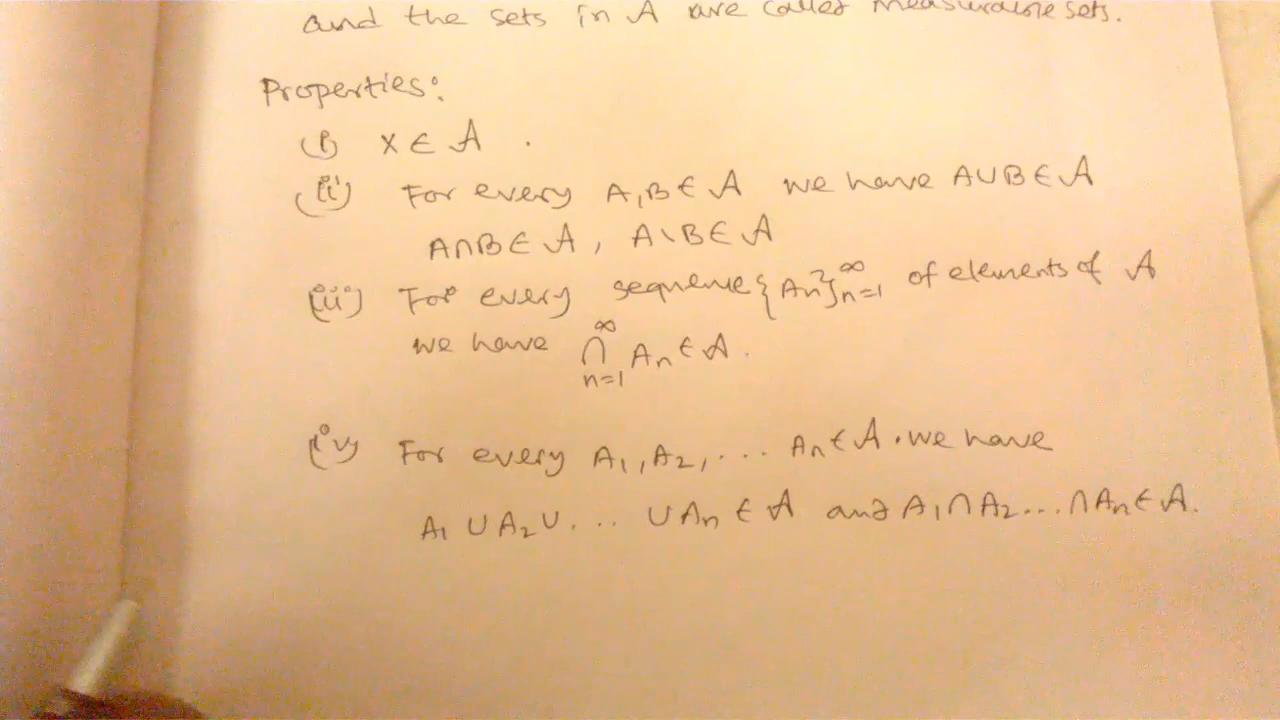 and the sets in A are called measurable sets.
Properties:
(i) X ∈ 𝒜 .
(ii) For every A, B ∈ 𝒜 we have A∪B ∈ 𝒜
A∩B ∈ 𝒜, A\B ∈ 𝒜
(iii) For every sequence {An}∞n=1 of elements of 𝒜
we have ∞∩n=1 An ∈ 𝒜.
(iv) For every A1, A2, ... An ∈ 𝒜. we have
A1 ∪ A2 ∪ ... ∪ An ∈ 𝒜 and A1 ∩ A2 ... ∩ An ∈ 𝒜.